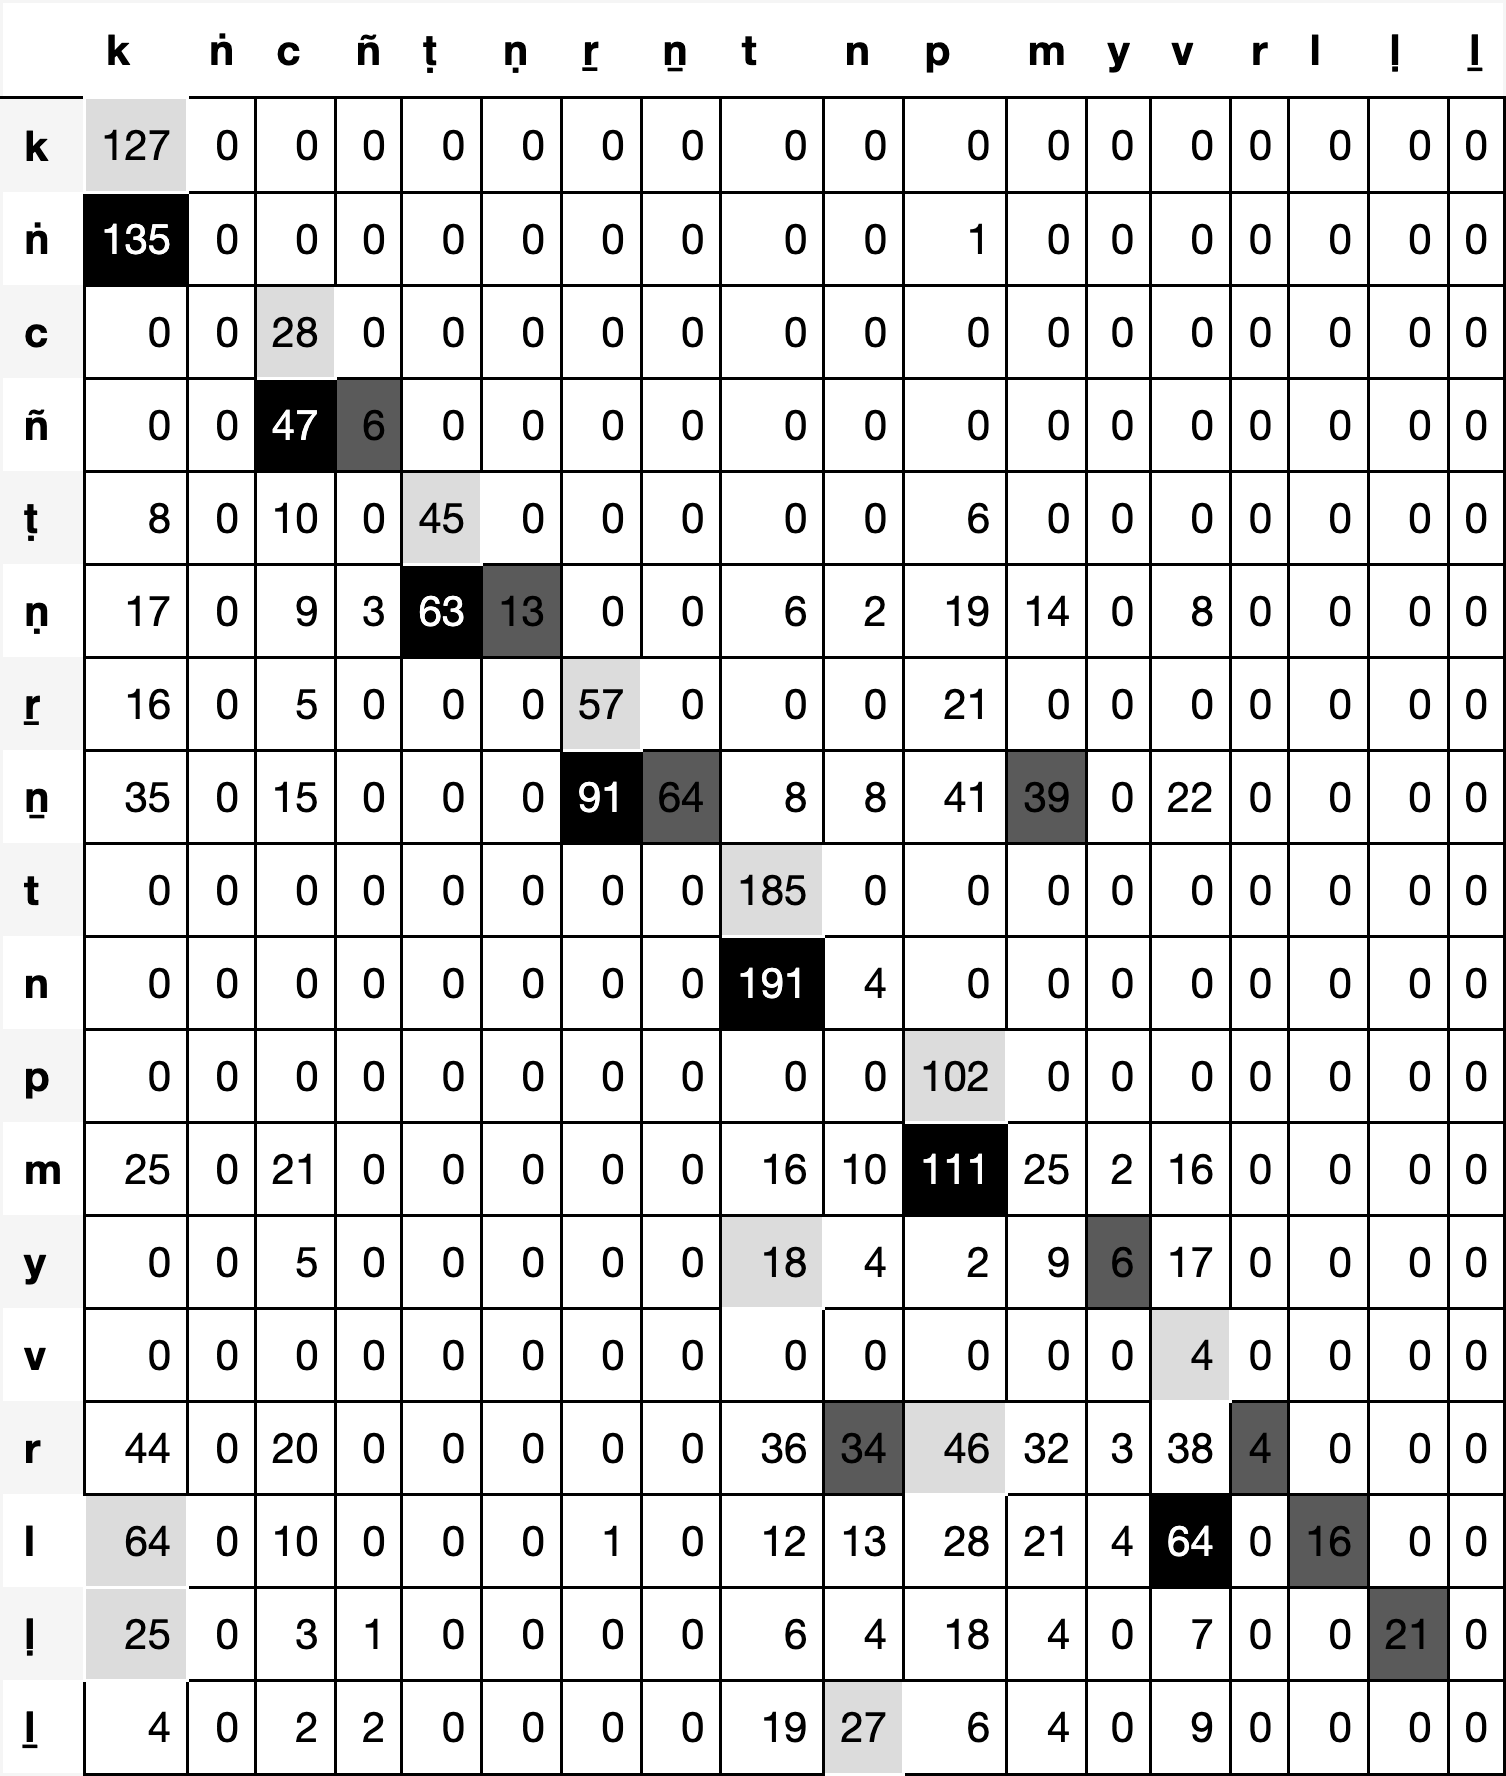 k ṅ c ñ ṭ ṇ ṟ ṉ t n p m y v r l ḷ ḻ
k 127 0 0 0 0 0 0 0 0 0 0 0 0 0 0 0 0 0
ṅ 135 0 0 0 0 0 0 0 0 0 1 0 0 0 0 0 0 0
c 0 0 28 0 0 0 0 0 0 0 0 0 0 0 0 0 0 0
ñ 0 0 47 6 0 0 0 0 0 0 0 0 0 0 0 0 0 0
ṭ 8 0 10 0 45 0 0 0 0 0 6 0 0 0 0 0 0 0
ṇ 17 0 9 3 63 13 0 0 6 2 19 14 0 8 0 0 0 0
ṟ 16 0 5 0 0 0 57 0 0 0 21 0 0 0 0 0 0 0
ṉ 35 0 15 0 0 0 91 64 8 8 41 39 0 22 0 0 0 0
t 0 0 0 0 0 0 0 0 185 0 0 0 0 0 0 0 0 0
n 0 0 0 0 0 0 0 0 191 4 0 0 0 0 0 0 0 0
p 0 0 0 0 0 0 0 0 0 0 102 0 0 0 0 0 0 0
m 25 0 21 0 0 0 0 0 16 10 111 25 2 16 0 0 0 0
y 0 0 5 0 0 0 0 0 18 4 2 9 6 17 0 0 0 0
v 0 0 0 0 0 0 0 0 0 0 0 0 0 4 0 0 0 0
r 44 0 20 0 0 0 0 0 36 34 46 32 3 38 4 0 0 0
l 64 0 10 0 0 0 1 0 12 13 28 21 4 64 0 16 0 0
ḷ 25 0 3 1 0 0 0 0 6 4 18 4 0 7 0 0 21 0
ḻ 4 0 2 2 0 0 0 0 19 27 6 4 0 9 0 0 0 0